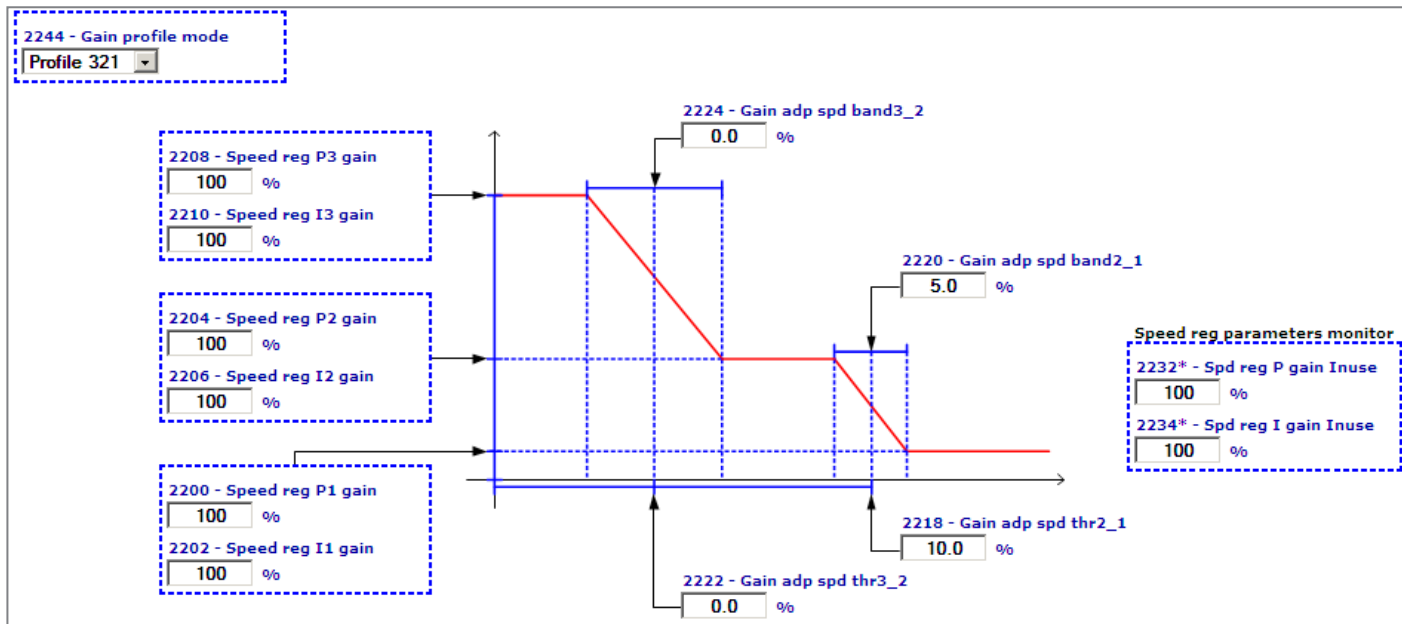 2244 - Gain profile mode
Profile 321
2224 - Gain adp spd band3_2
0.0 %
2208 - Speed reg P3 gain
100 %
2210 - Speed reg I3 gain
100 %
2220 - Gain adp spd band2_1
5.0 %
2204 - Speed reg P2 gain
100 %
2206 - Speed reg I2 gain
100 %
Speed reg parameters monitor
2232* - Spd reg P gain Inuse
100 %
2234* - Spd reg I gain Inuse
100 %
2200 - Speed reg P1 gain
100 %
2202 - Speed reg I1 gain
100 %
2218 - Gain adp spd thr2_1
10.0 %
2222 - Gain adp spd thr3_2
0.0 %